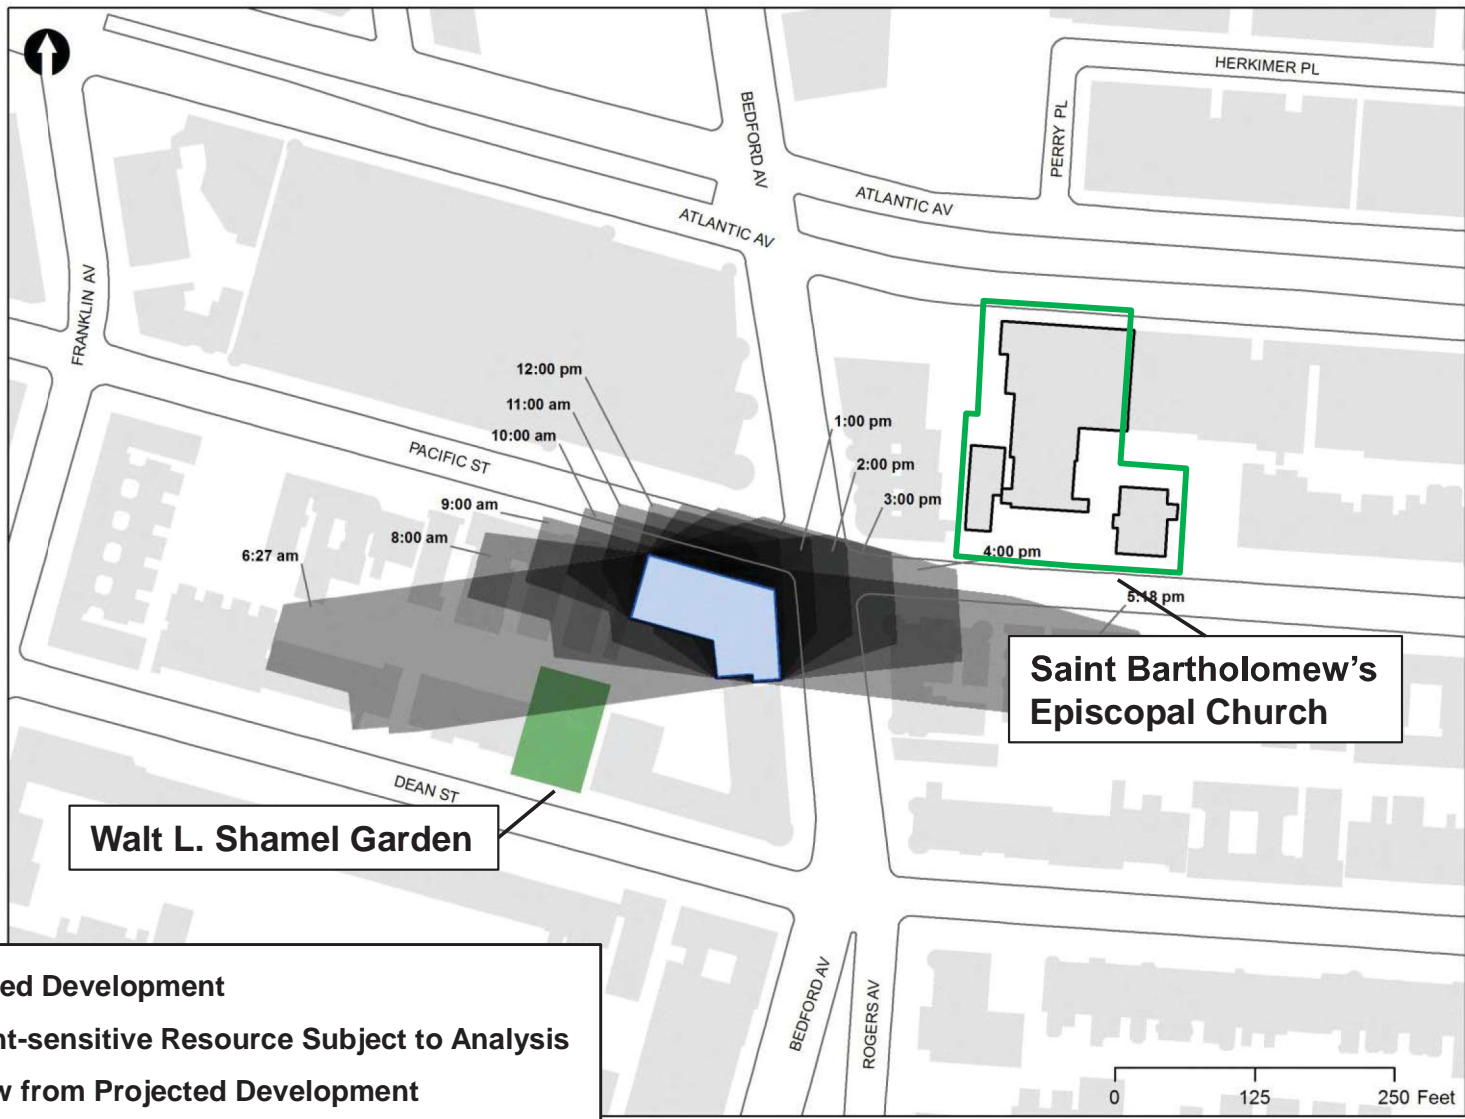 HERKIMER PL
PERRY PL
BEDFORD AV
ATLANTIC AV
ATLANTIC AV
FRANKLIN AV
12:00 pm
11:00 am
10:00 am
1:00 pm
PACIFIC ST
2:00 pm
9:00 am
3:00 pm
8:00 am
6:27 am
4:00 pm
5:18 pm
Saint Bartholomew's
Episcopal Church
DEAN ST
Walt L. Shamel Garden
BEDFORD AV
ROGERS AV
ed Development
nt-sensitive Resource Subject to Analysis
w from Projected Development
0 125 250 Feet